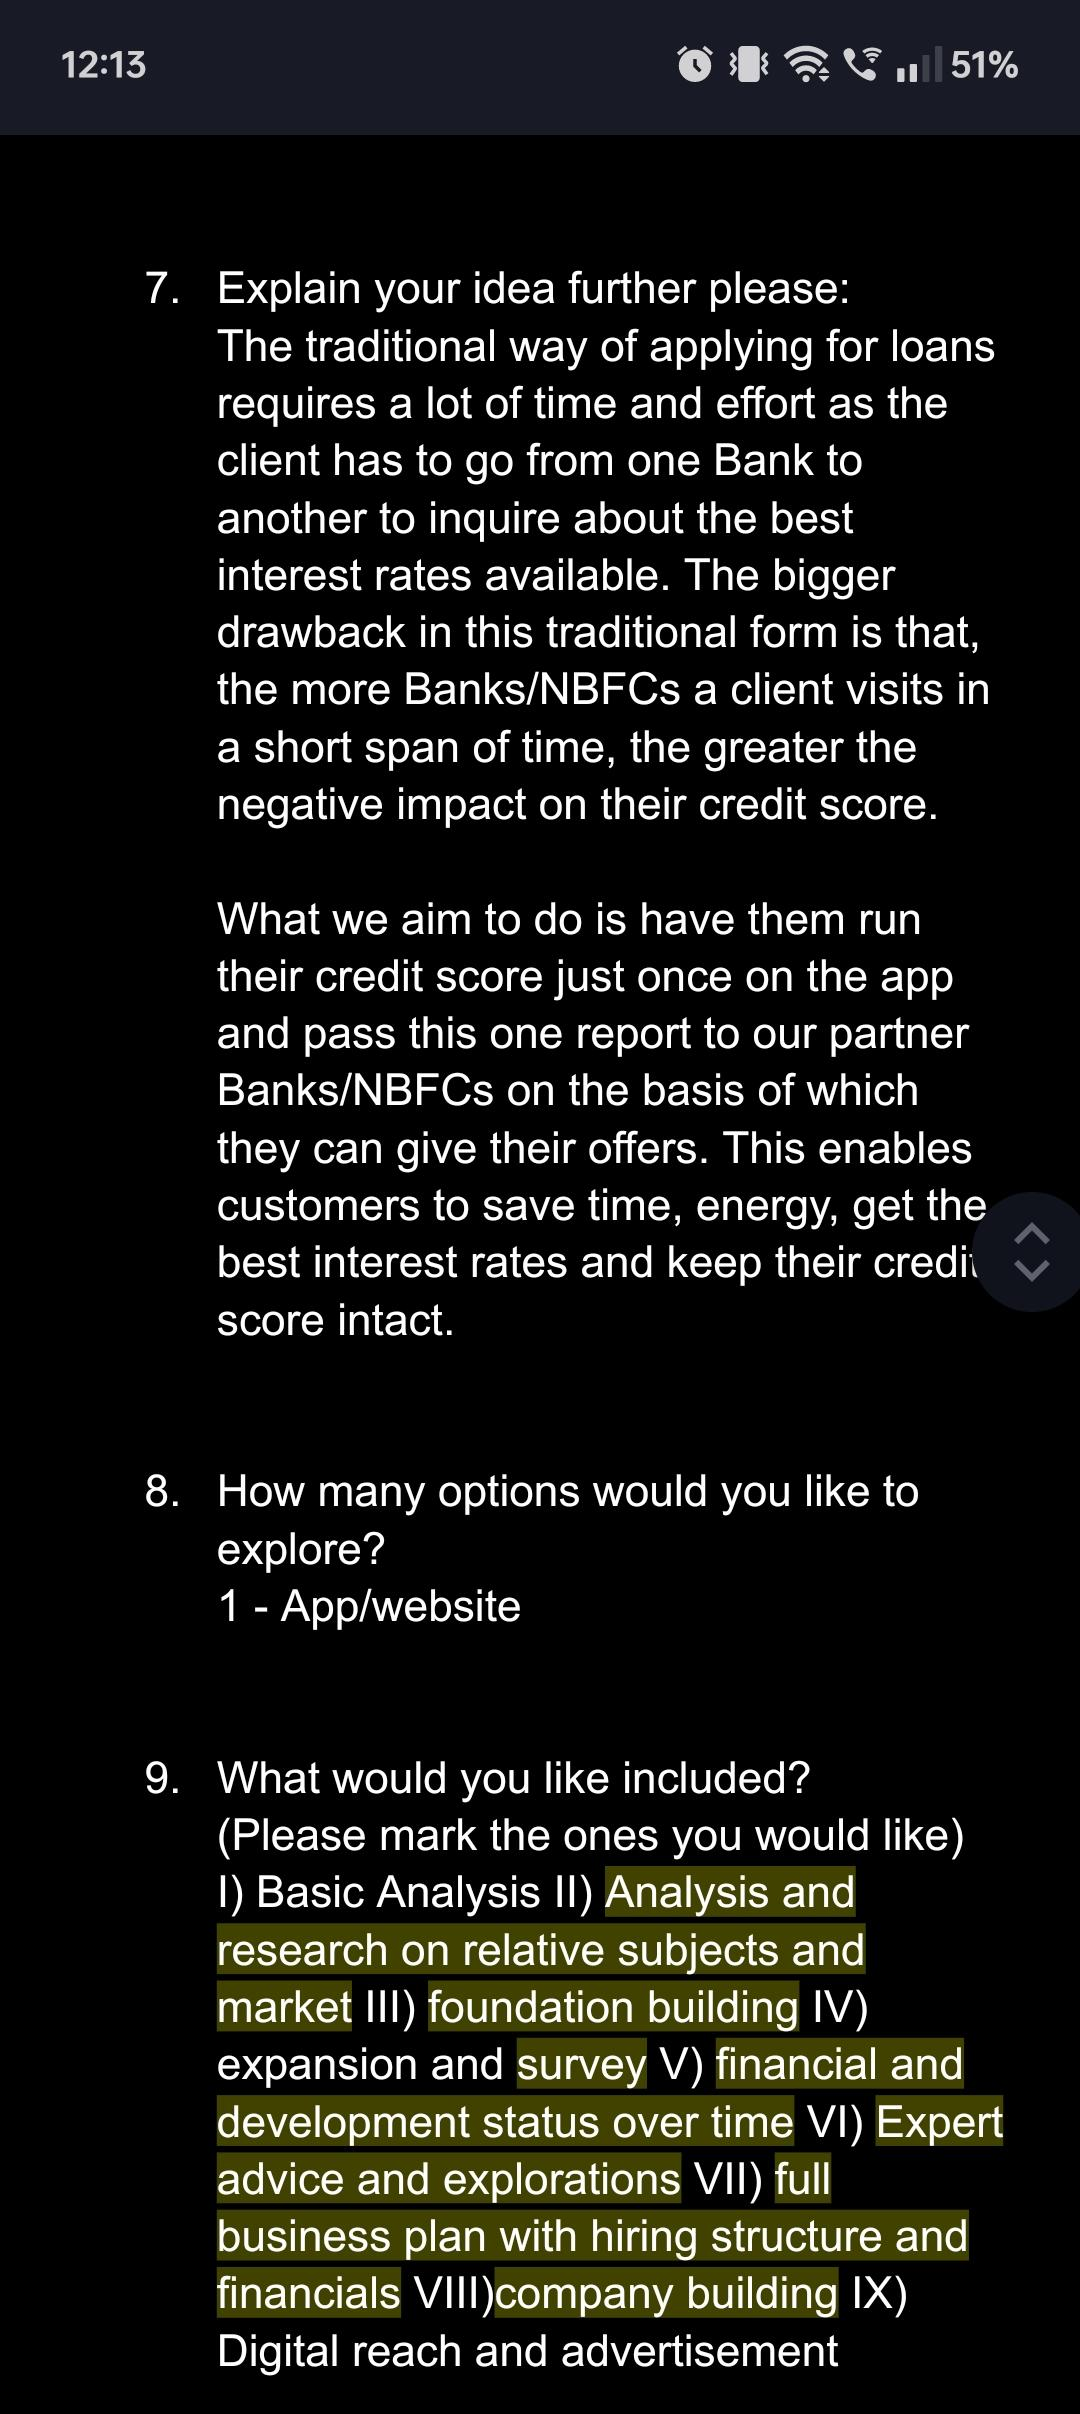 12:13
51%
7. Explain your idea further please:
The traditional way of applying for loans
requires a lot of time and effort as the
client has to go from one Bank to
another to inquire about the best
interest rates available. The bigger
drawback in this traditional form is that,
the more Banks/NBFCs a client visits in
a short span of time, the greater the
negative impact on their credit score.
What we aim to do is have them run
their credit score just once on the app
and pass this one report to our partner
Banks/NBFCs on the basis of which
they can give their offers. This enables
customers to save time, energy, get the
best interest rates and keep their credit
score intact.
8. How many options would you like to
explore?
1 - App/website
9. What would you like included?
(Please mark the ones you would like)
I) Basic Analysis II) Analysis and
research on relative subjects and
market III) foundation building IV)
expansion and survey V) financial and
development status over time VI) Expert
advice and explorations VII) full
business plan with hiring structure and
financials VIII)company building IX)
Digital reach and advertisement